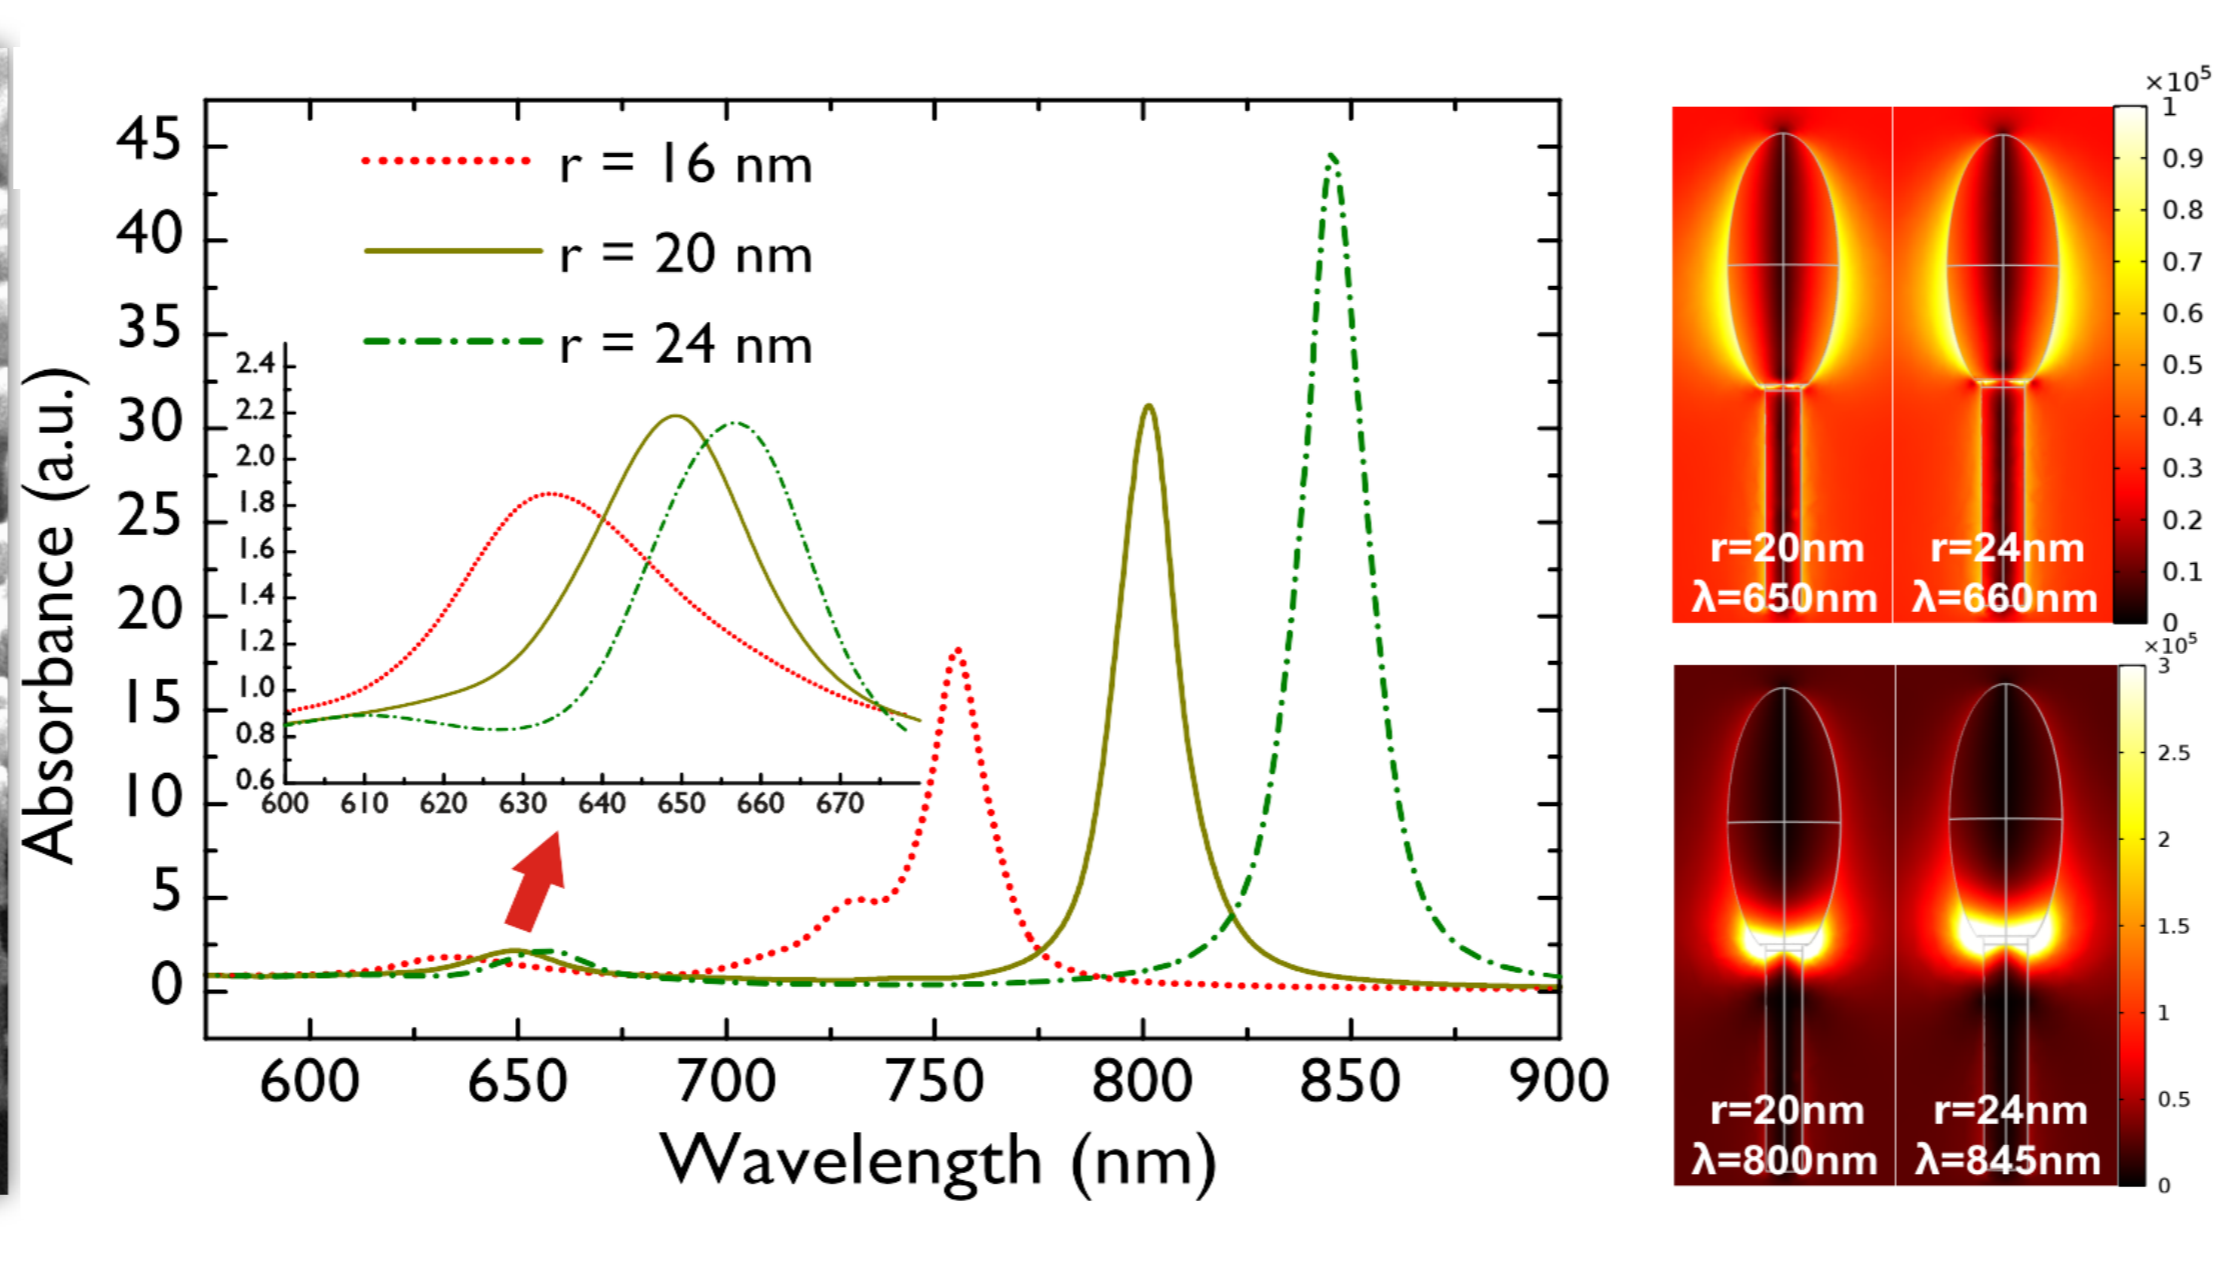 45
40
35
30
25
20
15
10
5
0
Absorbance (a.u.)
r = 16 nm
r = 20 nm
r = 24 nm
2.4
2.2
2.0
1.8
1.6
1.4
1.2
1.0
0.8
0.6
600 610 620 630 640 650 660 670
600 650 700 750 800 850 900
Wavelength (nm)
×10⁵
1
0.9
0.8
0.7
0.6
0.5
0.4
0.3
0.2
0.1
0
r=20nm
λ=650nm
r=24nm
λ=660nm
×10⁵
3
2.5
2
1.5
1
0.5
0
r=20nm
λ=800nm
r=24nm
λ=845nm